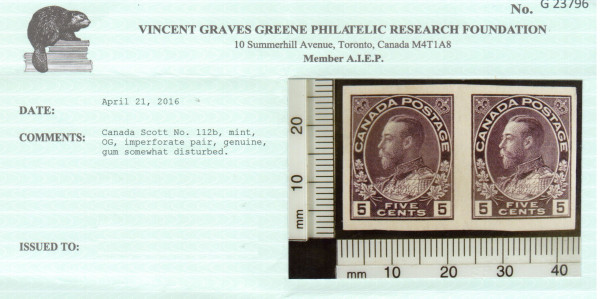 No. G 23796
VINCENT GRAVES GREENE PHILATELIC RESEARCH FOUNDATION
10 Summerhill Avenue, Toronto, Canada M4T1A8
Member A.I.E.P.
DATE: April 21, 2016
COMMENTS: Canada Scott No. 112b, mint,
OG, imperforate pair, genuine,
gum somewhat disturbed.
ISSUED TO:
20
10
mm
CANADA POSTAGE
5 FIVE CENTS 5
CANADA POSTAGE
5 FIVE CENTS 5
mm 10 20 30 40